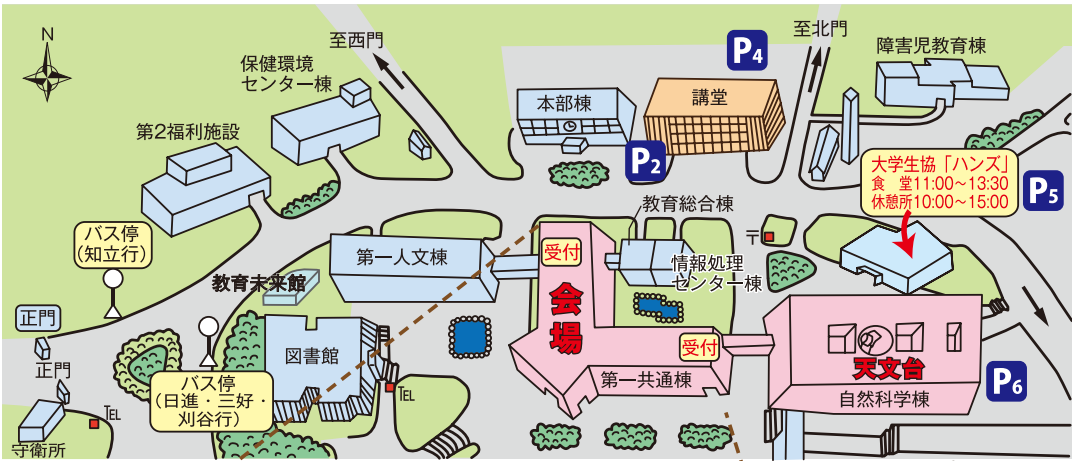 N
至西門
P4
至北門
障害児教育棟
保健環境
センター棟
本部棟
講堂
第2福利施設
P2
大学生協「ハンズ」
食　堂11:00〜13:30
休憩所10:00〜15:00
P5
教育総合棟
バス停
(知立行)
受付
〒
第一人文棟
情報処理
センター棟
教育未来館
会場
正門
図書館
受付
天文台
正門
第一共通棟
P6
バス停
(日進・三好・
刈谷行)
TEL
自然科学棟
TEL
守衛所